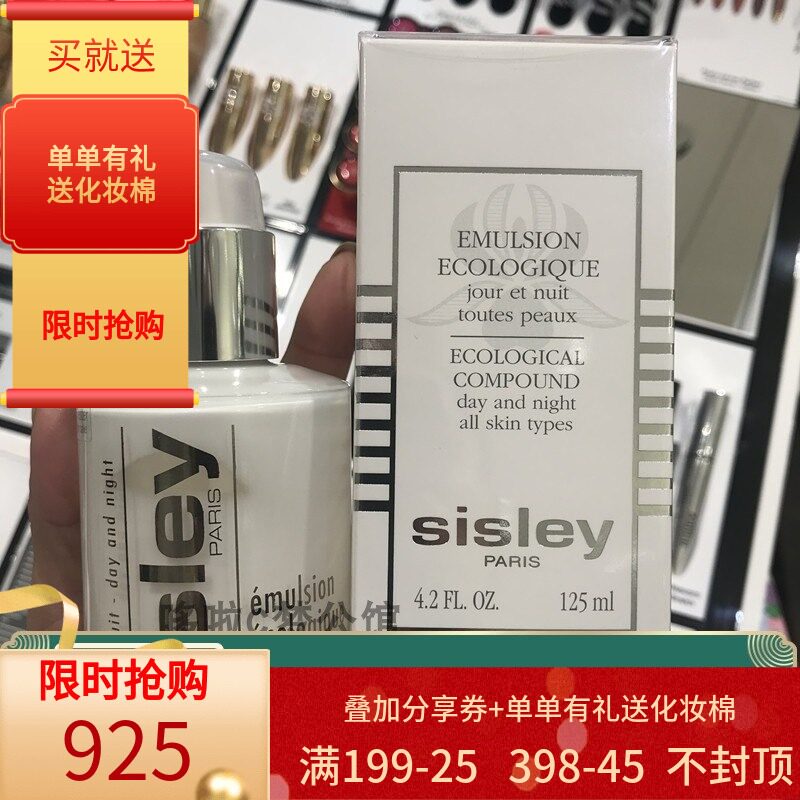 买就送
单单有礼
送化妆棉
限时抢购
EMULSION
ECOLOGIQUE
jour et nuit
toutes peaux
ECOLOGICAL
COMPOUND
day and night
all skin types
sisley
PARIS
4.2 FL. OZ. 125 ml
uit - day and night
sley
PARIS
émulsion
限时抢购
925
叠加分享券+单单有礼送化妆棉
满199-25 398-45 不封顶